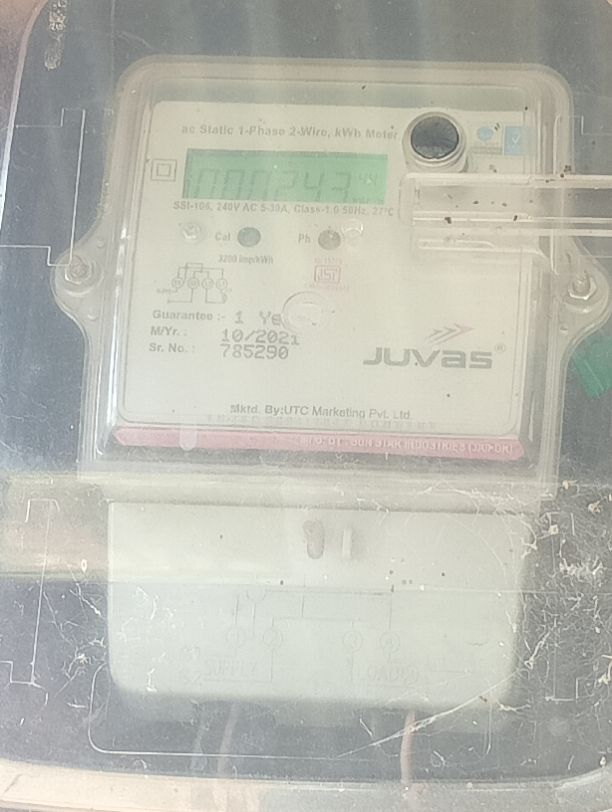 ac Static 1-Phase 2-Wire, kWh Meter
000243
SSI-106, 240V AC 5-30A, Class-1.0 50Hz, 27°C
Cal Ph
3200 imp/kWh
ISI
Guarantee :- 1 Ye
M/Yr. : 10/2021
Sr. No. : 785290
JUVAS®
Mktd. By:UTC Marketing Pvt. Ltd.
SUPPLY LOAD